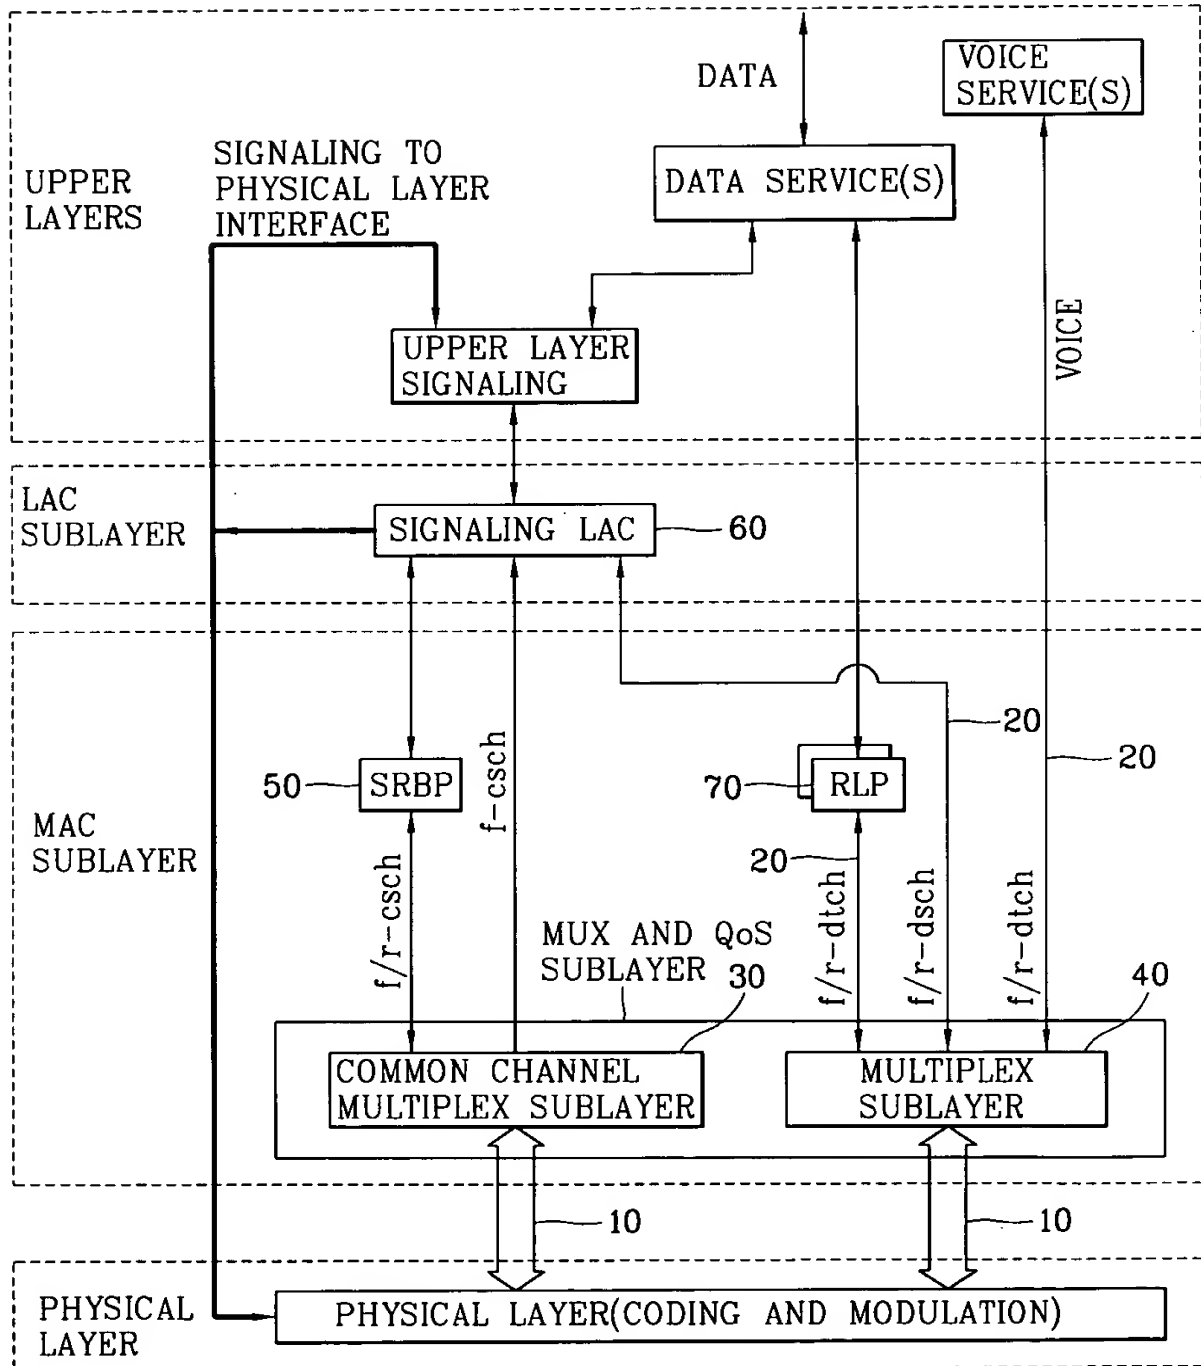 DATA
VOICE
SERVICE(S)
SIGNALING TO
PHYSICAL LAYER
INTERFACE
UPPER
LAYERS
DATA SERVICE(S)
UPPER LAYER
SIGNALING
VOICE
LAC
SUBLAYER
SIGNALING LAC
60
MAC
SUBLAYER
50
SRBP
f-csch
70
RLP
20
20
20
f/r-csch
f/r-dtch
f/r-dsch
f/r-dtch
MUX AND QoS
SUBLAYER
30
40
COMMON CHANNEL
MULTIPLEX SUBLAYER
MULTIPLEX
SUBLAYER
10
10
PHYSICAL
LAYER
PHYSICAL LAYER(CODING AND MODULATION)